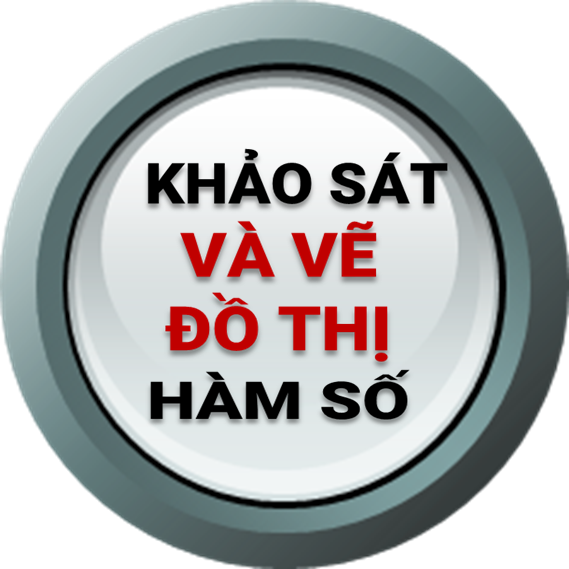 KHẢO SÁT
VÀ VẼ
ĐỒ THỊ
HÀM SỐ